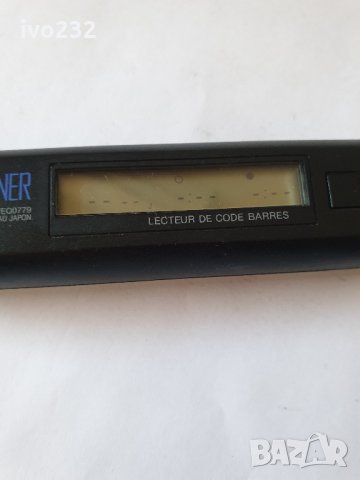 ivo232
NER
EQ0779
JAPON
LECTEUR DE CODE BARRES
BAZAR